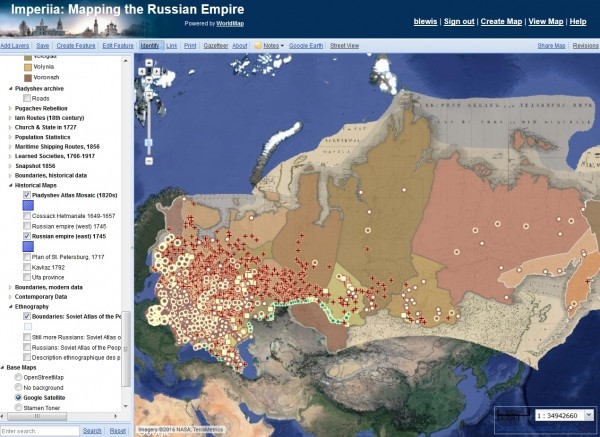 Imperiia: Mapping the Russian Empire
Powered by WorldMap
blewis | Sign out | Create Map | View Map | Help
Add Layers Save Create Feature Edit Feature Identify Link Print Gazetteer About Notes Google Earth Street View Share Map Revisions
Vologda
Volynia
Voronezh
Piadyshev archive
Roads
Pugachev Rebellion
Iam Routes (18th century)
Church & State in 1727
Population Statistics
Maritime Shipping Routes, 1856
Learned Societies, 1766-1917
Snapshot 1856
Boundaries, historical data
Historical Maps
Piadyshev Atlas Mosaic (1820s)
Cossack Hetmanate 1649-1657
Russian empire (west) 1745
Russian empire (east) 1745
Plan of St. Petersburg, 1717
Kavkaz 1792
Ufa province
Boundaries, modern data
Contemporary Data
Ethnography
Boundaries: Soviet Atlas of the Peo
Still more Russians: Soviet Atlas o
Russians: Soviet Atlas of the Peop
Description ethnographique des p
Base Maps
OpenStreetMap
No background
Google Satellite
Stamen Toner
Enter search... Search Reset
Imagery ©2016 NASA, TerraMetrics
1 : 34942660